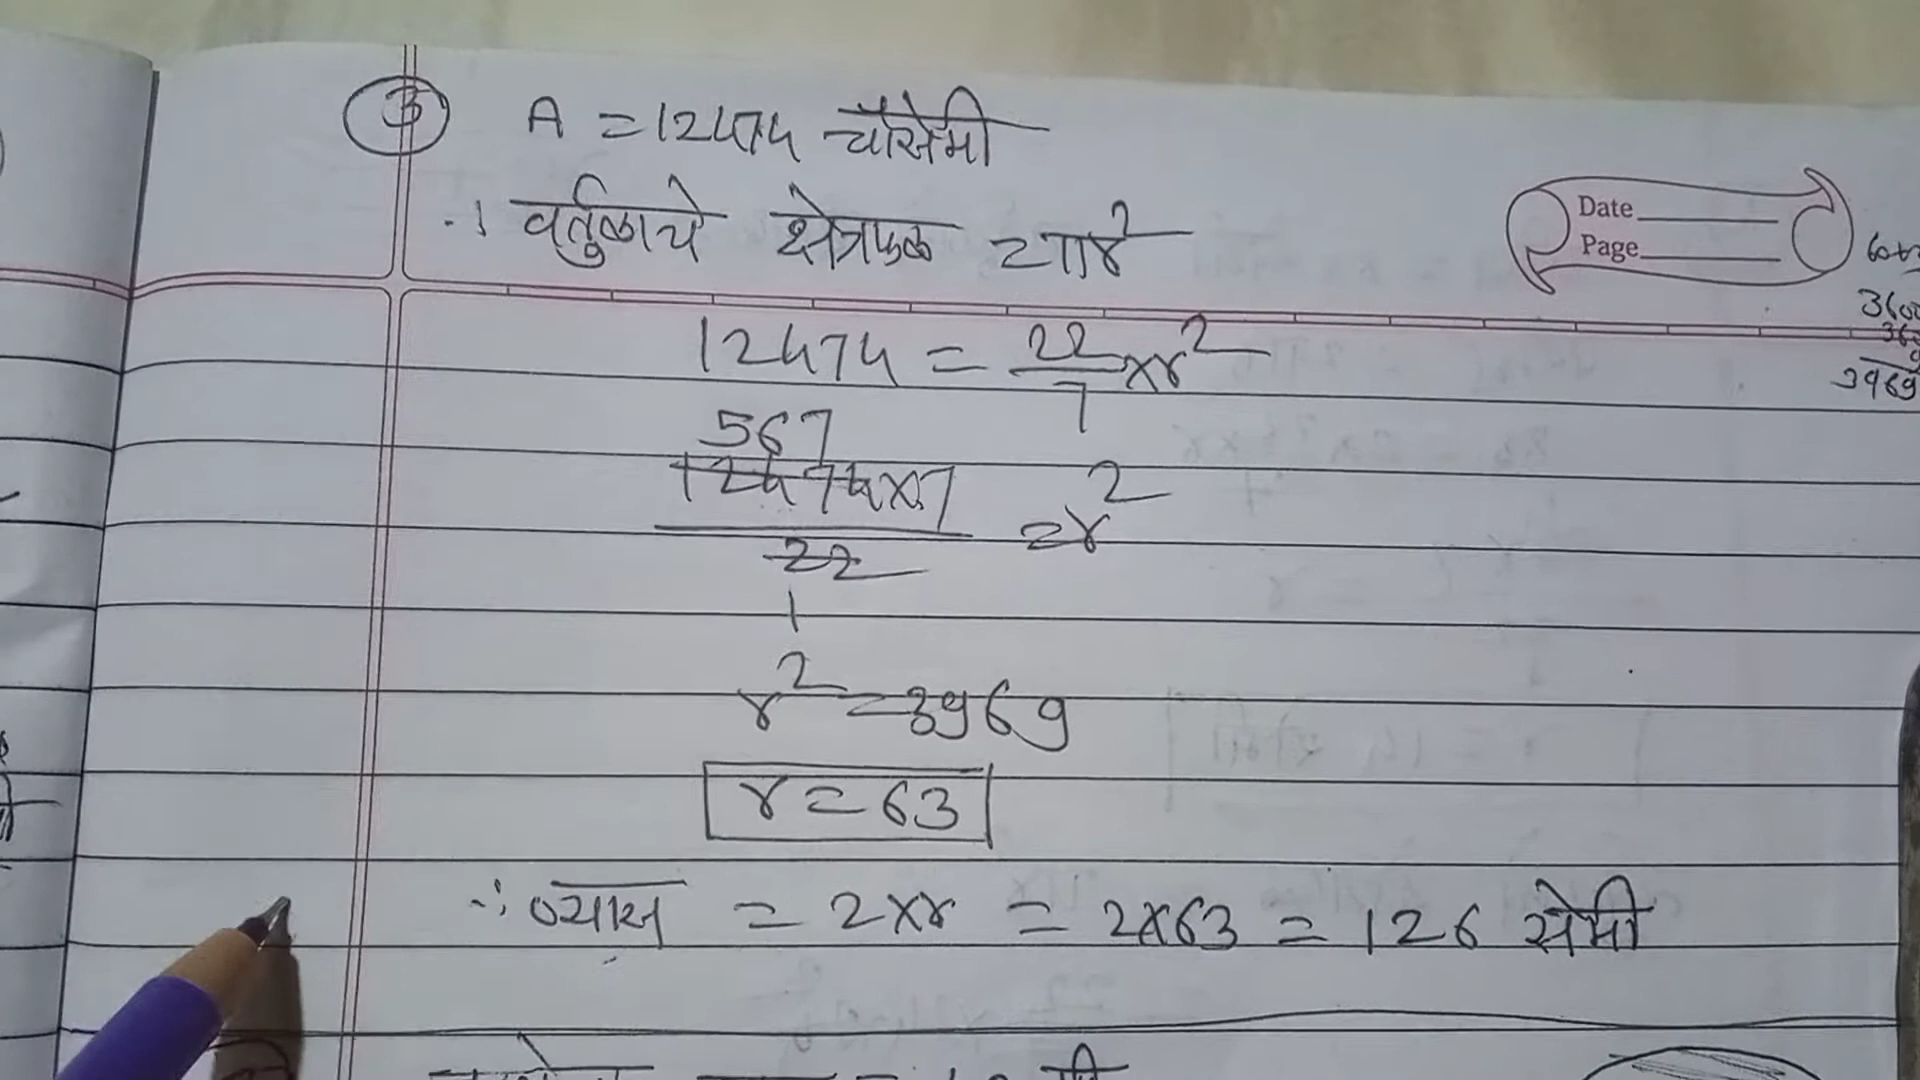 ③ A = 12474 चौसेमी
∴ वर्तुळाचे क्षेत्रफळ = πr²
Date
Page
12474 = 22/7 × r²
567
12474×7 / 22 = r²
1
r² = 3969
r = 63
∴ व्यास = 2×r = 2×63 = 126 सेमी
3969